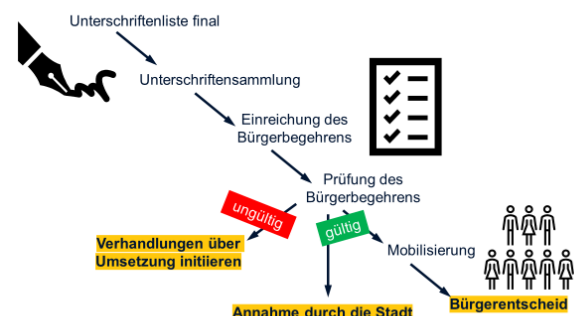 Unterschriftenliste final
Unterschriftensammlung
Einreichung des
Bürgerbegehrens
Prüfung des
Bürgerbegehrens
ungültig
gültig
Verhandlungen über
Umsetzung initiieren
Mobilisierung
Annahme durch die Stadt
Bürgerentscheid